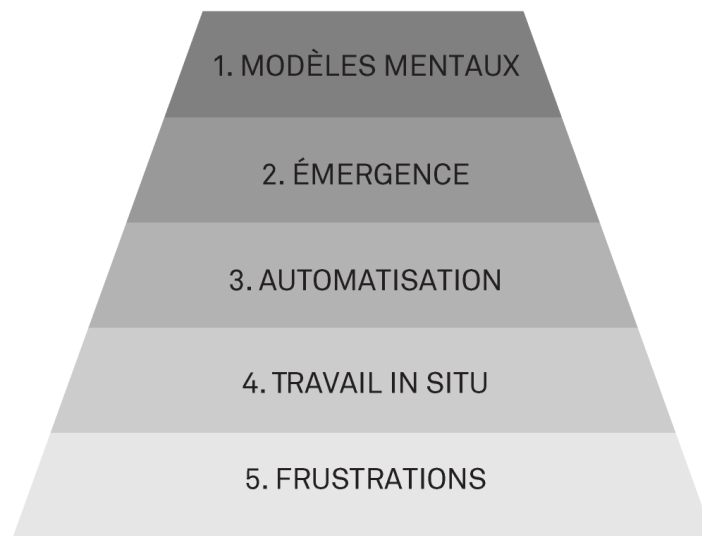 1. MODÈLES MENTAUX
2. ÉMERGENCE
3. AUTOMATISATION
4. TRAVAIL IN SITU
5. FRUSTRATIONS